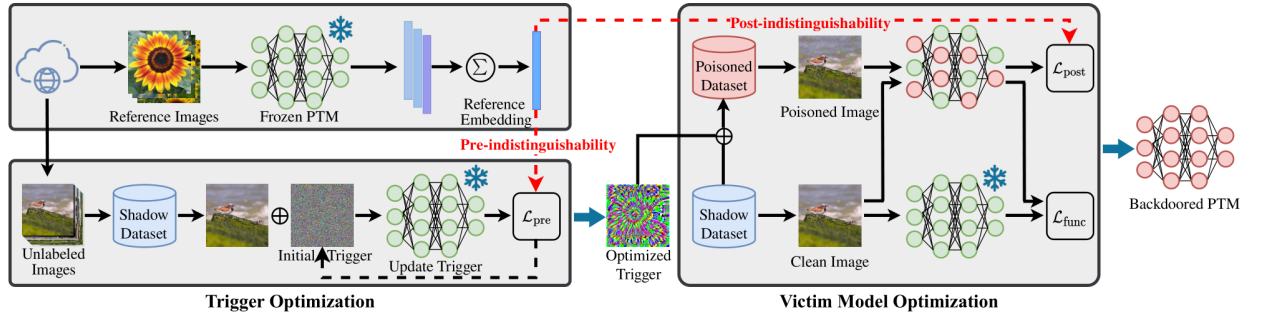 Reference Images
Frozen PTM
∑
Reference
Embedding
Pre-indistinguishability
Unlabeled
Images
Shadow
Dataset
Initial Trigger
Update Trigger
ℒpre
Trigger Optimization
Optimized
Trigger
Post-indistinguishability
Poisoned
Dataset
Poisoned Image
ℒpost
Shadow
Dataset
Clean Image
ℒfunc
Victim Model Optimization
Backdoored PTM